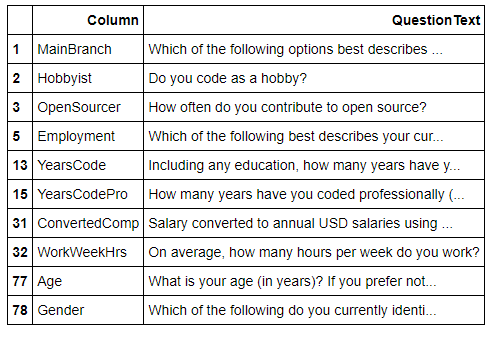 Column QuestionText
1 MainBranch Which of the following options best describes ...
2 Hobbyist Do you code as a hobby?
3 OpenSourcer How often do you contribute to open source?
5 Employment Which of the following best describes your cur...
13 YearsCode Including any education, how many years have y...
15 YearsCodePro How many years have you coded professionally (...
31 ConvertedComp Salary converted to annual USD salaries using ...
32 WorkWeekHrs On average, how many hours per week do you work?
77 Age What is your age (in years)? If you prefer not...
78 Gender Which of the following do you currently identi...